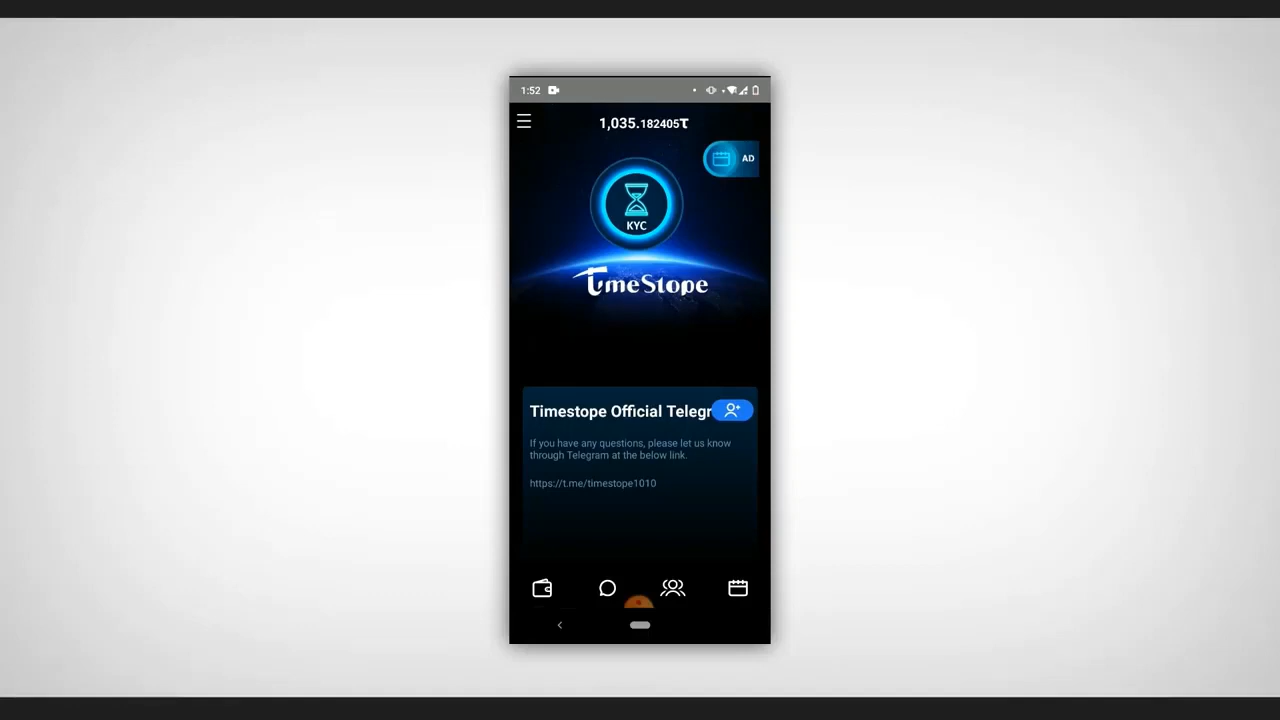 1:52
1,035.182405τ
AD
KYC
TimeStope
Timestope Official Telegr
If you have any questions, please let us know
through Telegram at the below link.
https://t.me/timestope1010